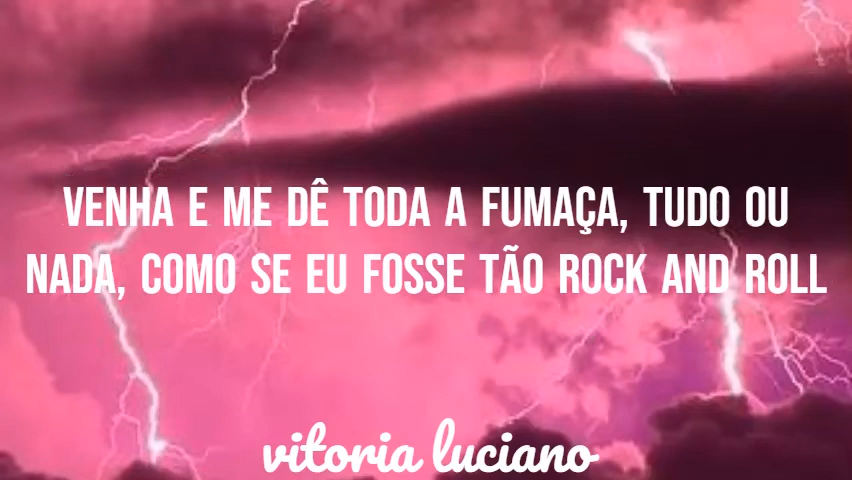 VENHA E ME DÊ TODA A FUMAÇA, TUDO OU
NADA, COMO SE EU FOSSE TÃO ROCK AND ROLL
vitoria luciano